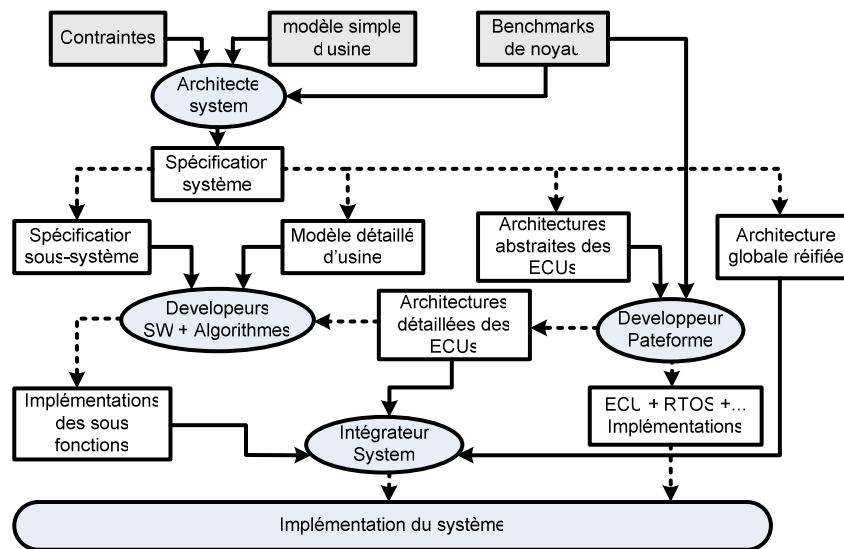 Contraintes
modèle simple
d'usine
Benchmarks
de noyau
Architecte
system
Spécification
système
Spécification
sous-système
Modèle détaillé
d'usine
Architectures
abstraites des
ECUs
Architecture
globale réifiée
Developeurs
SW + Algorithmes
Architectures
détaillées des
ECUs
Developpeur
Pateforme
Implémentations
des sous
fonctions
Intégrateur
System
ECU + RTOS +...
Implémentations
Implémentation du système